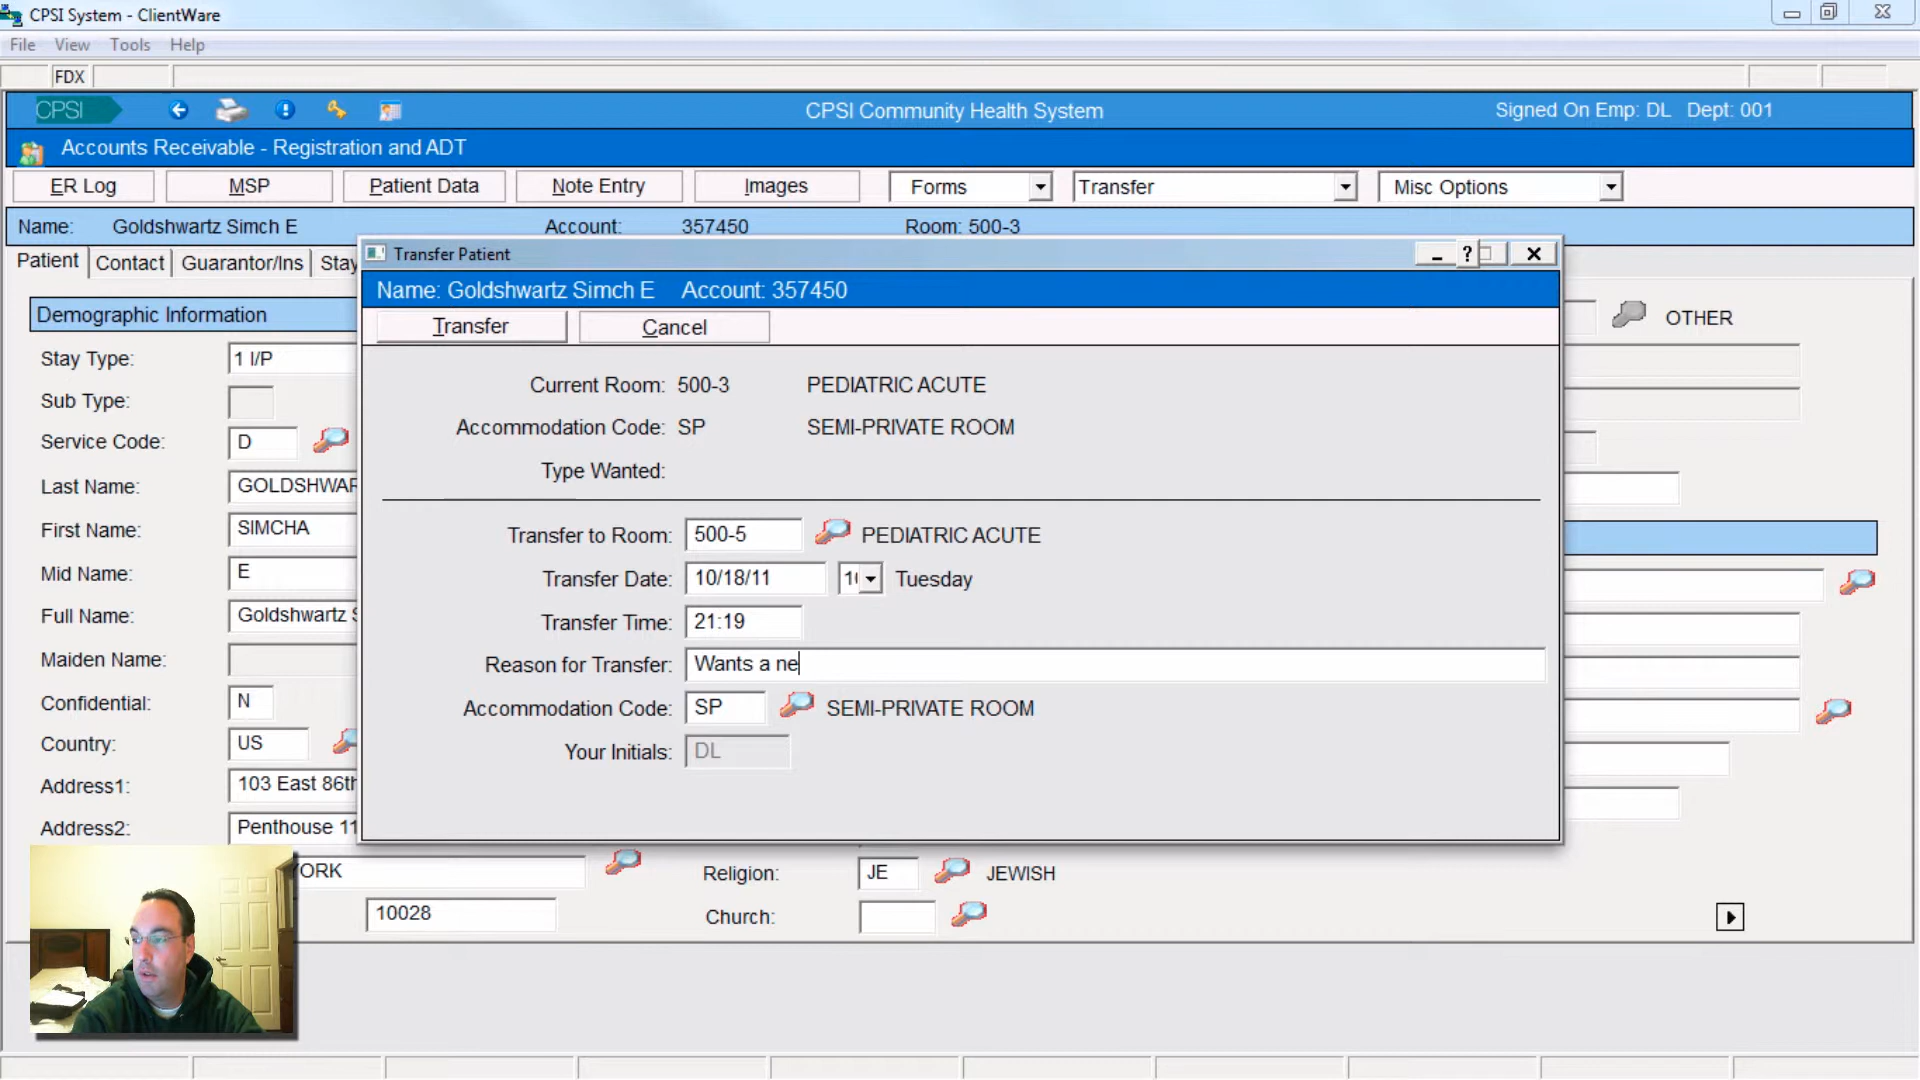 CPSI System - ClientWare
File View Tools Help
FDX
CPSI CPSI Community Health System Signed On Emp: DL Dept: 001
Accounts Receivable - Registration and ADT
ER Log MSP Patient Data Note Entry Images Forms Transfer Misc Options
Name: Goldshwartz Simch E Account: 357450 Room: 500-3
Patient Contact Guarantor/Ins Stay
Transfer Patient
Name: Goldshwartz Simch E Account: 357450
Transfer Cancel
Current Room: 500-3 PEDIATRIC ACUTE
Accommodation Code: SP SEMI-PRIVATE ROOM
Type Wanted:
Transfer to Room: 500-5 PEDIATRIC ACUTE
Transfer Date: 10/18/11 Tuesday
Transfer Time: 21:19
Reason for Transfer: Wants a ne
Accommodation Code: SP SEMI-PRIVATE ROOM
Your Initials: DL
Demographic Information
OTHER
Stay Type: 1 I/P
Sub Type:
Service Code: D
Last Name: GOLDSHWAR
First Name: SIMCHA
Mid Name: E
Full Name: Goldshwartz S
Maiden Name:
Confidential: N
Country: US
Address1: 103 East 86th
Address2: Penthouse 11
YORK
10028
Religion: JE JEWISH
Church: